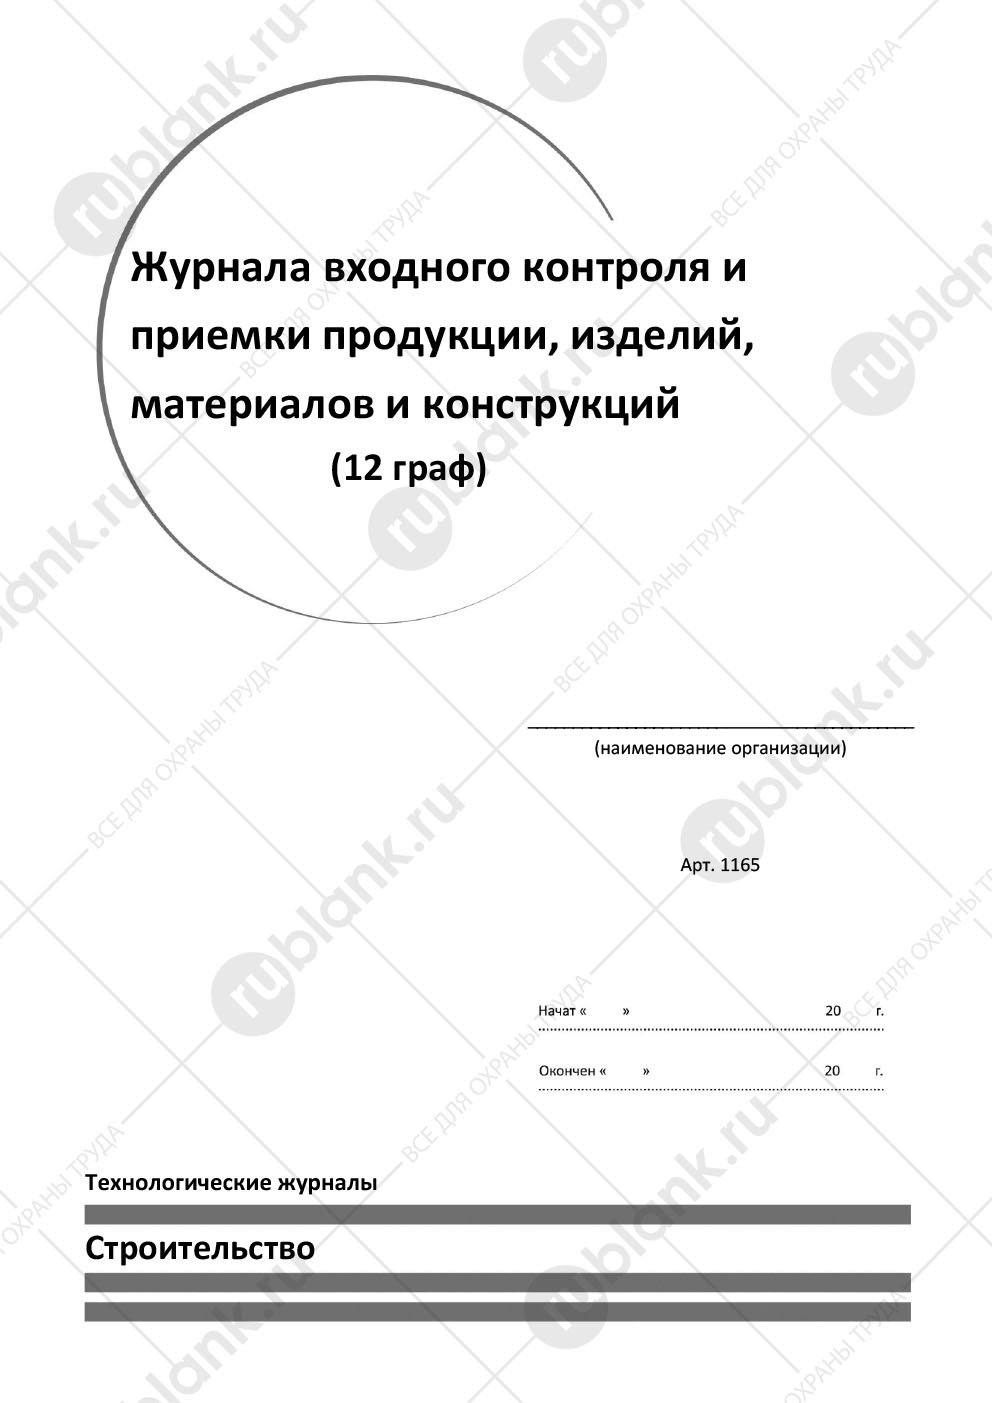 Журнала входного контроля и
приемки продукции, изделий,
материалов и конструкций
(12 граф)
(наименование организации)
Арт. 1165
Начат « » 20 г.
Окончен « » 20 г.
Технологические журналы
Строительство
rublank.ru
ВСЕ ДЛЯ ОХРАНЫ ТРУДА